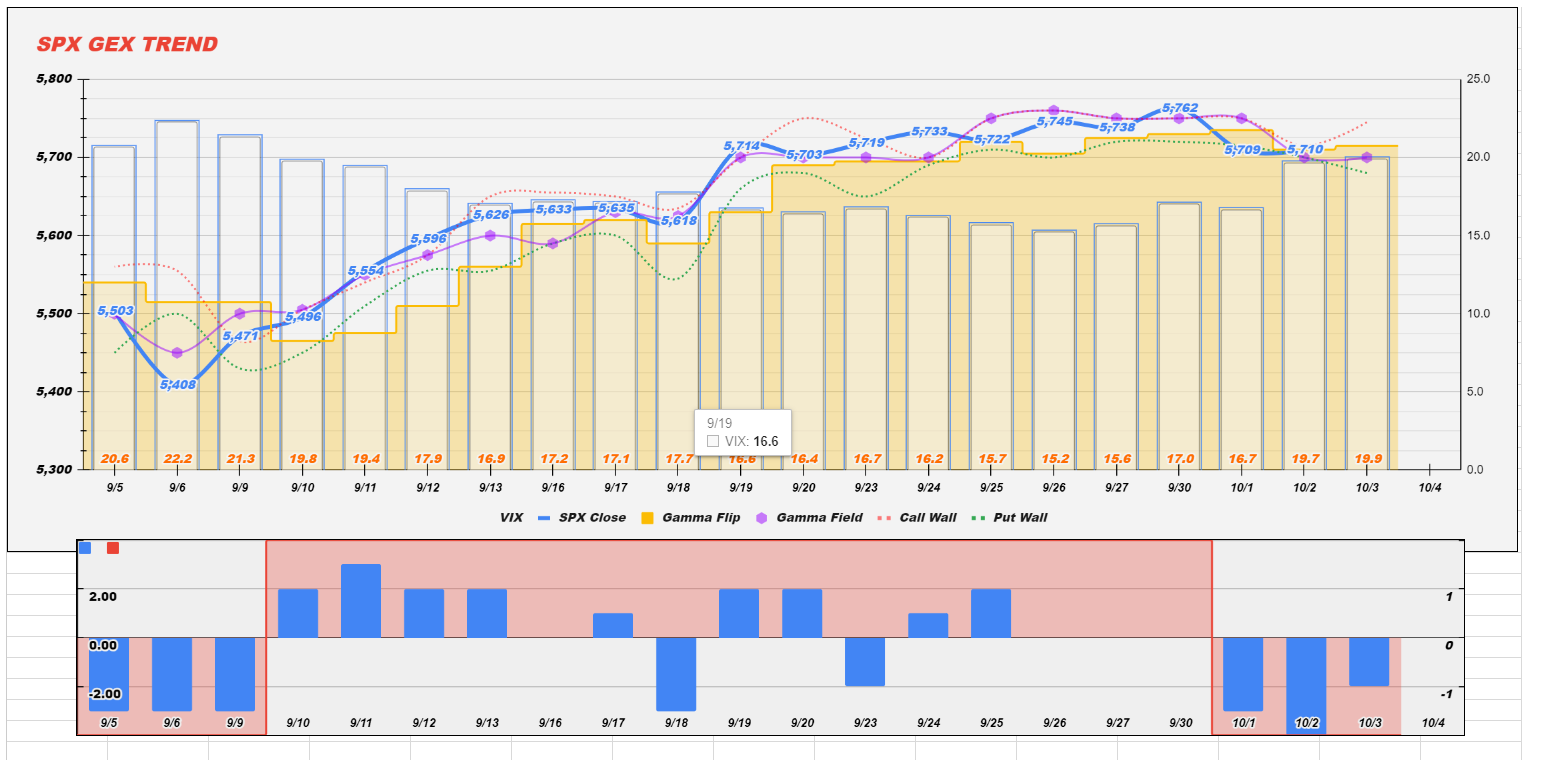 SPX GEX TREND
5,800 25.0
5,762
5,745
5,733 5,738
5,714 5,719 5,722
5,700 5,703 5,709 5,710 20.0
5,626 5,633 5,635
5,618
5,600 5,596 15.0
5,554
5,500 5,503 5,496 10.0
5,471
5,400 5,408 5.0
9/19
VIX: 16.6
20.6 22.2 21.3 19.8 19.4 17.9 16.9 17.2 17.1 17.7 16.6 16.4 16.7 16.2 15.7 15.2 15.6 17.0 16.7 19.7 19.9
5,300 0.0
9/5 9/6 9/9 9/10 9/11 9/12 9/13 9/16 9/17 9/18 9/19 9/20 9/23 9/24 9/25 9/26 9/27 9/30 10/1 10/2 10/3 10/4
VIX SPX Close Gamma Flip Gamma Field Call Wall Put Wall
2.00 1
0.00 0
-2.00 -1
9/5 9/6 9/9 9/10 9/11 9/12 9/13 9/16 9/17 9/18 9/19 9/20 9/23 9/24 9/25 9/26 9/27 9/30 10/1 10/2 10/3 10/4